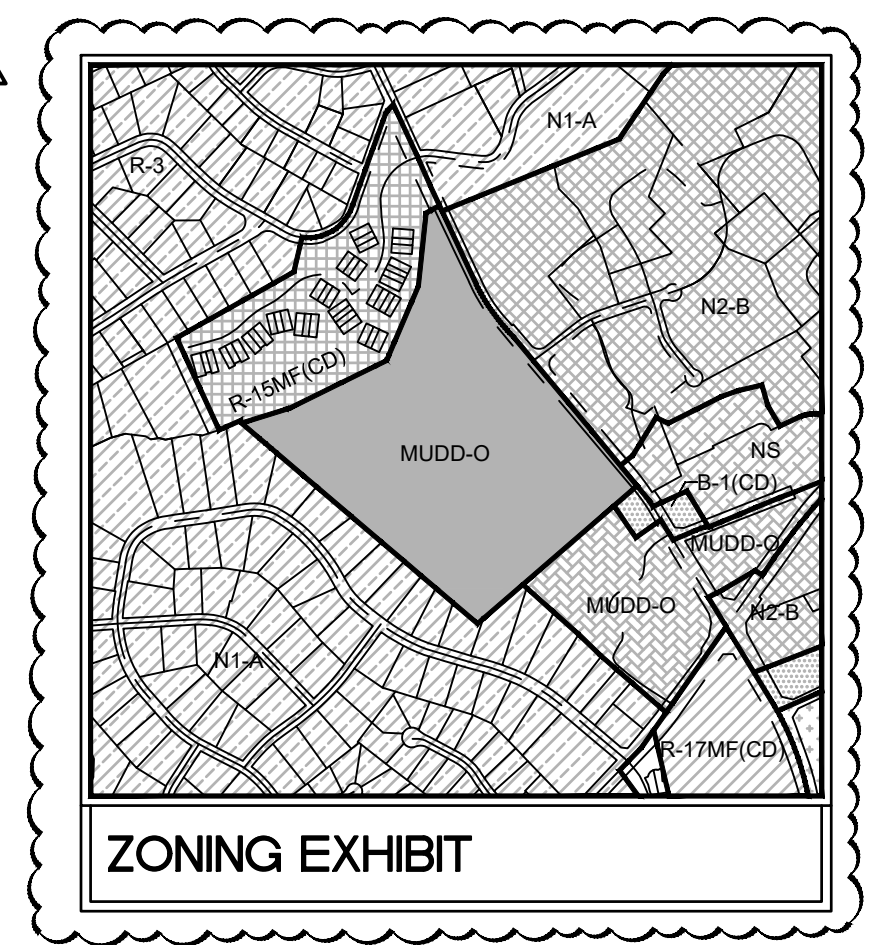 N1-A
R-3
N2-B
R-15MF(CD)
MUDD-O
NS
B-1(CD)
MUDD-O
MUDD-O
N2-B
N1-A
R-17MF(CD)
ZONING EXHIBIT